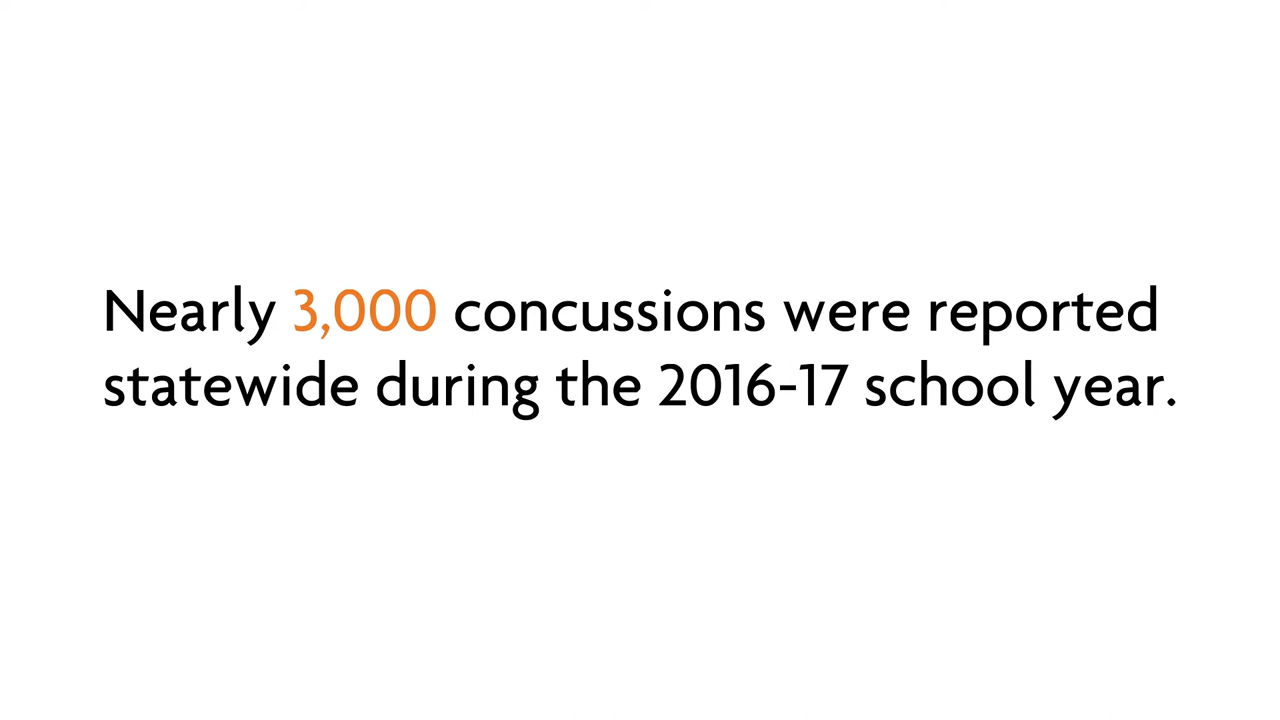 Nearly 3,000 concussions were reported
statewide during the 2016-17 school year.